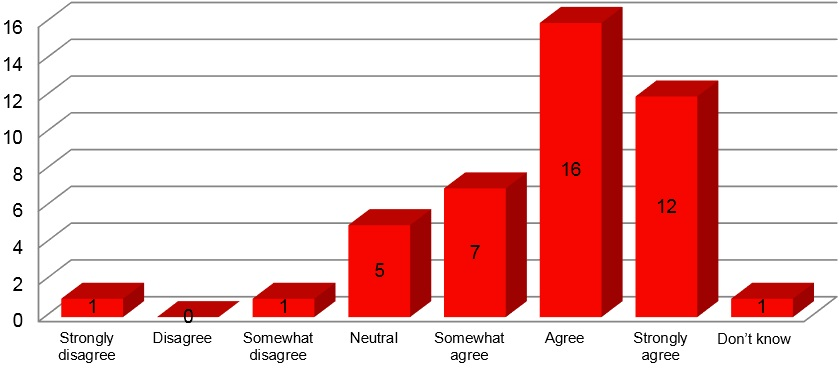 16
14
12
10
8
6
4
2
0
1
0
1
5
7
16
12
1
Strongly
disagree
Disagree
Somewhat
disagree
Neutral
Somewhat
agree
Agree
Strongly
agree
Don't know